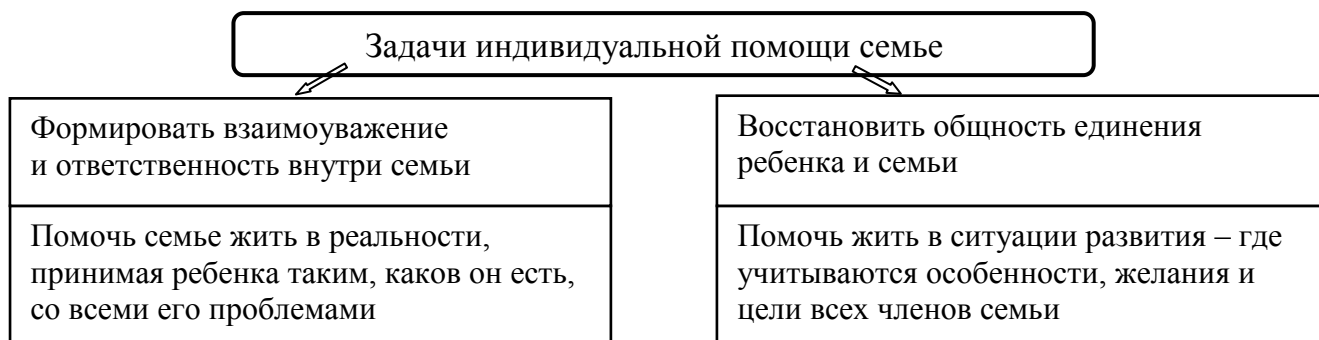 Задачи индивидуальной помощи семье
Формировать взаимоуважение
и ответственность внутри семьи
Помочь семье жить в реальности,
принимая ребенка таким, каков он есть,
со всеми его проблемами
Восстановить общность единения
ребенка и семьи
Помочь жить в ситуации развития – где
учитываются особенности, желания и
цели всех членов семьи